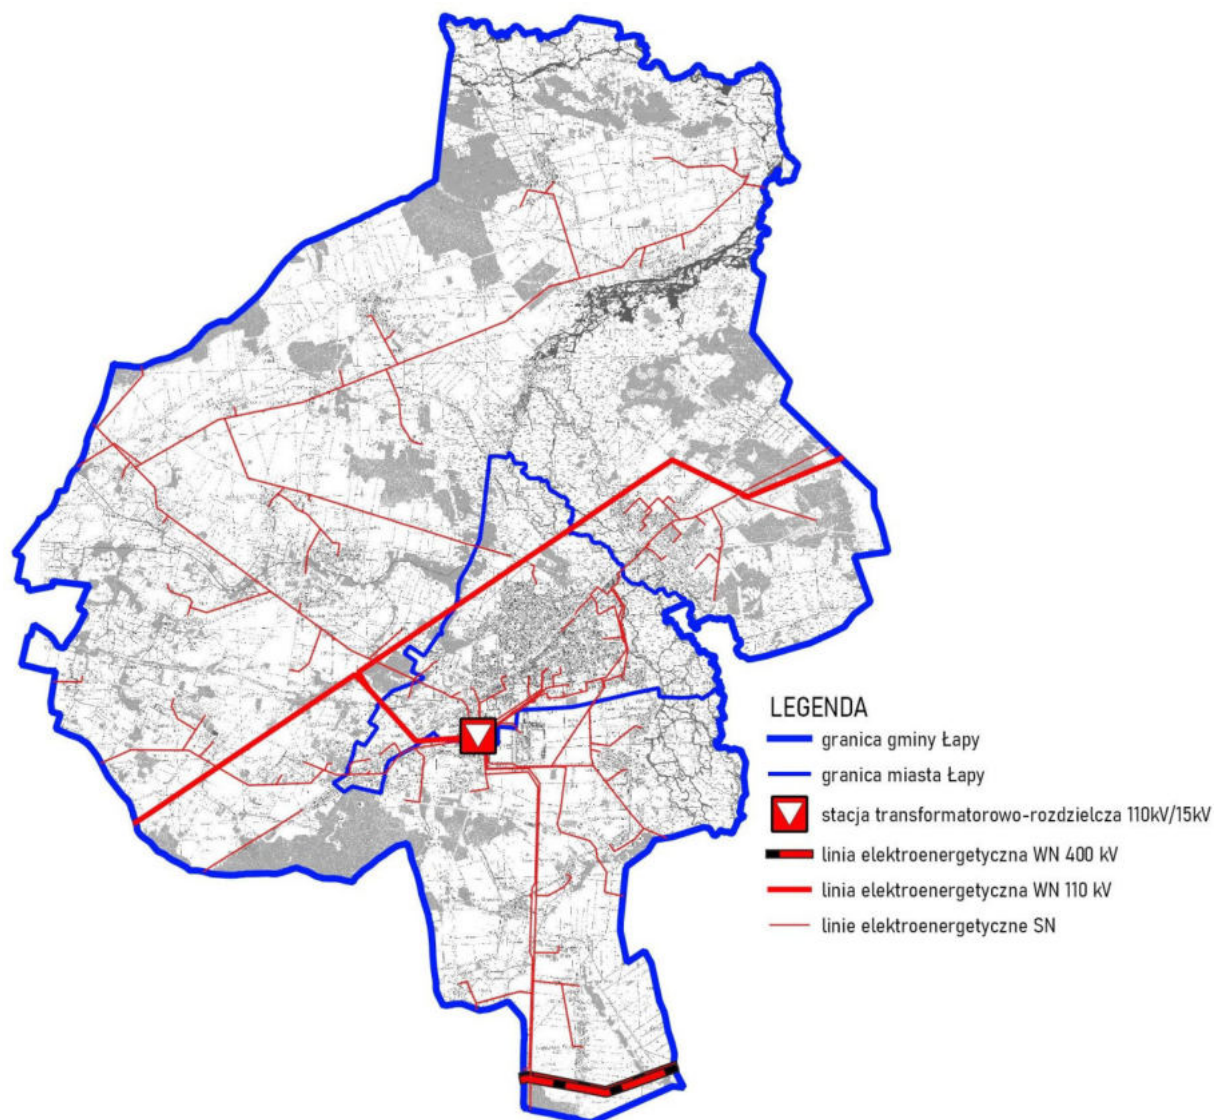 LEGENDA
granica gminy Łapy
granica miasta Łapy
stacja transformatorowo-rozdzielcza 110kV/15kV
linia elektroenergetyczna WN 400 kV
linia elektroenergetyczna WN 110 kV
linie elektroenergetyczne SN